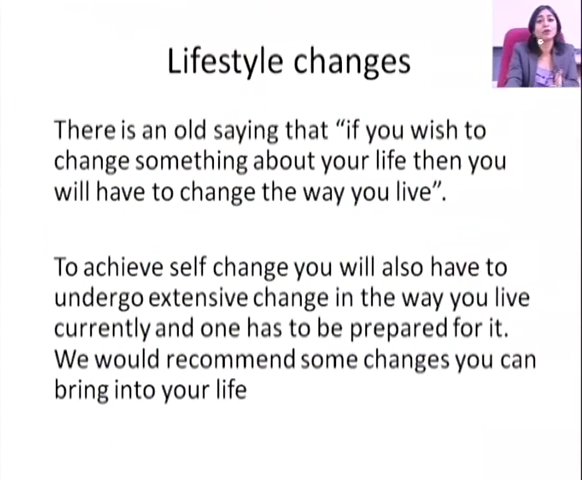 Lifestyle changes
There is an old saying that “if you wish to
change something about your life then you
will have to change the way you live”.
To achieve self change you will also have to
undergo extensive change in the way you live
currently and one has to be prepared for it.
We would recommend some changes you can
bring into your life